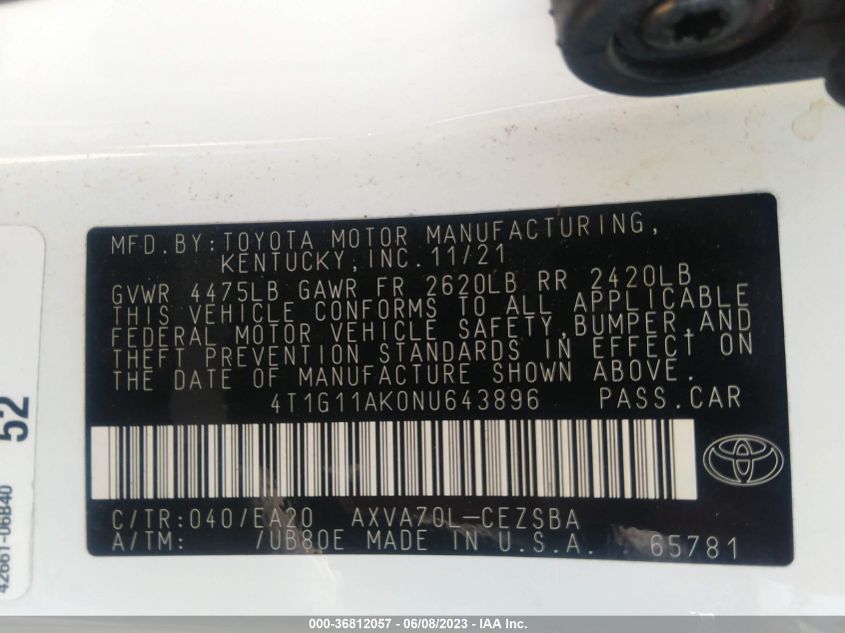 MFD.BY:TOYOTA MOTOR MANUFACTURING,
KENTUCKY,INC.11/21
GVWR 4475LB GAWR FR 2620LB RR 2420LB
THIS VEHICLE CONFORMS TO ALL APPLICABLE
FEDERAL MOTOR VEHICLE SAFETY,BUMPER,AND
THEFT PREVENTION STANDARDS IN EFFECT ON
THE DATE OF MANUFACTURE SHOWN ABOVE.
4T1G11AK0NU643896 PASS.CAR
C/TR:040/EA20 AXVA70L-CEZSBA
A/TM: /UB80E MADE IN U.S.A. 65781
52
42661-06B40
000-36812057 - 06/08/2023 - IAA Inc.